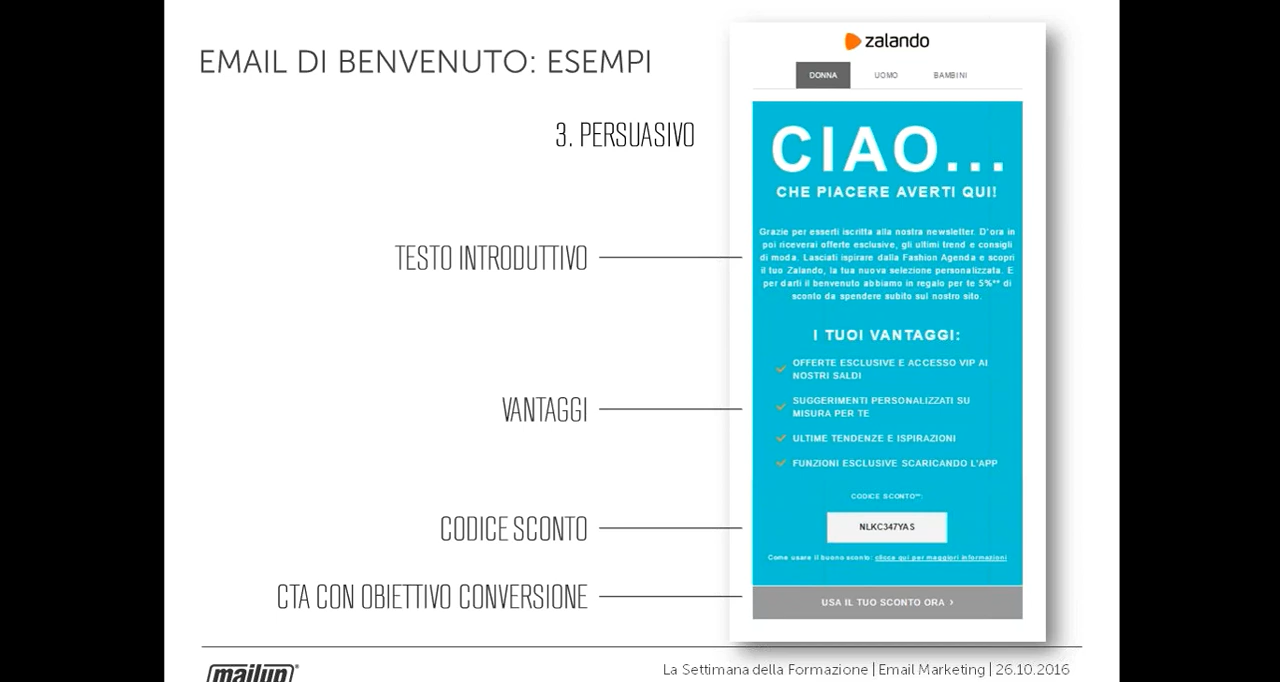 EMAIL DI BENVENUTO: ESEMPI
3. PERSUASIVO
TESTO INTRODUTTIVO
VANTAGGI
CODICE SCONTO
CTA CON OBIETTIVO CONVERSIONE
zalando
DONNA UOMO BAMBINI
CIAO...
CHE PIACERE AVERTI QUI!
Grazie per esserti iscritta alla nostra newsletter. D'ora in
poi riceverai offerte esclusive, gli ultimi trend e consigli
di moda. Lasciati ispirare dalla Fashion Agenda e scopri
il tuo Zalando, la tua nuova selezione personalizzata. E
per darti il benvenuto abbiamo in regalo per te 5%** di
sconto da spendere subito sul nostro sito.
I TUOI VANTAGGI:
OFFERTE ESCLUSIVE E ACCESSO VIP AI
NOSTRI SALDI
SUGGERIMENTI PERSONALIZZATI SU
MISURA PER TE
ULTIME TENDENZE E ISPIRAZIONI
FUNZIONI ESCLUSIVE SCARICANDO L'APP
CODICE SCONTO**:
NLKC347YAS
Come usare il buono sconto: clicca qui per maggiori informazioni
USA IL TUO SCONTO ORA ›
mailup®
La Settimana della Formazione | Email Marketing | 26.10.2016